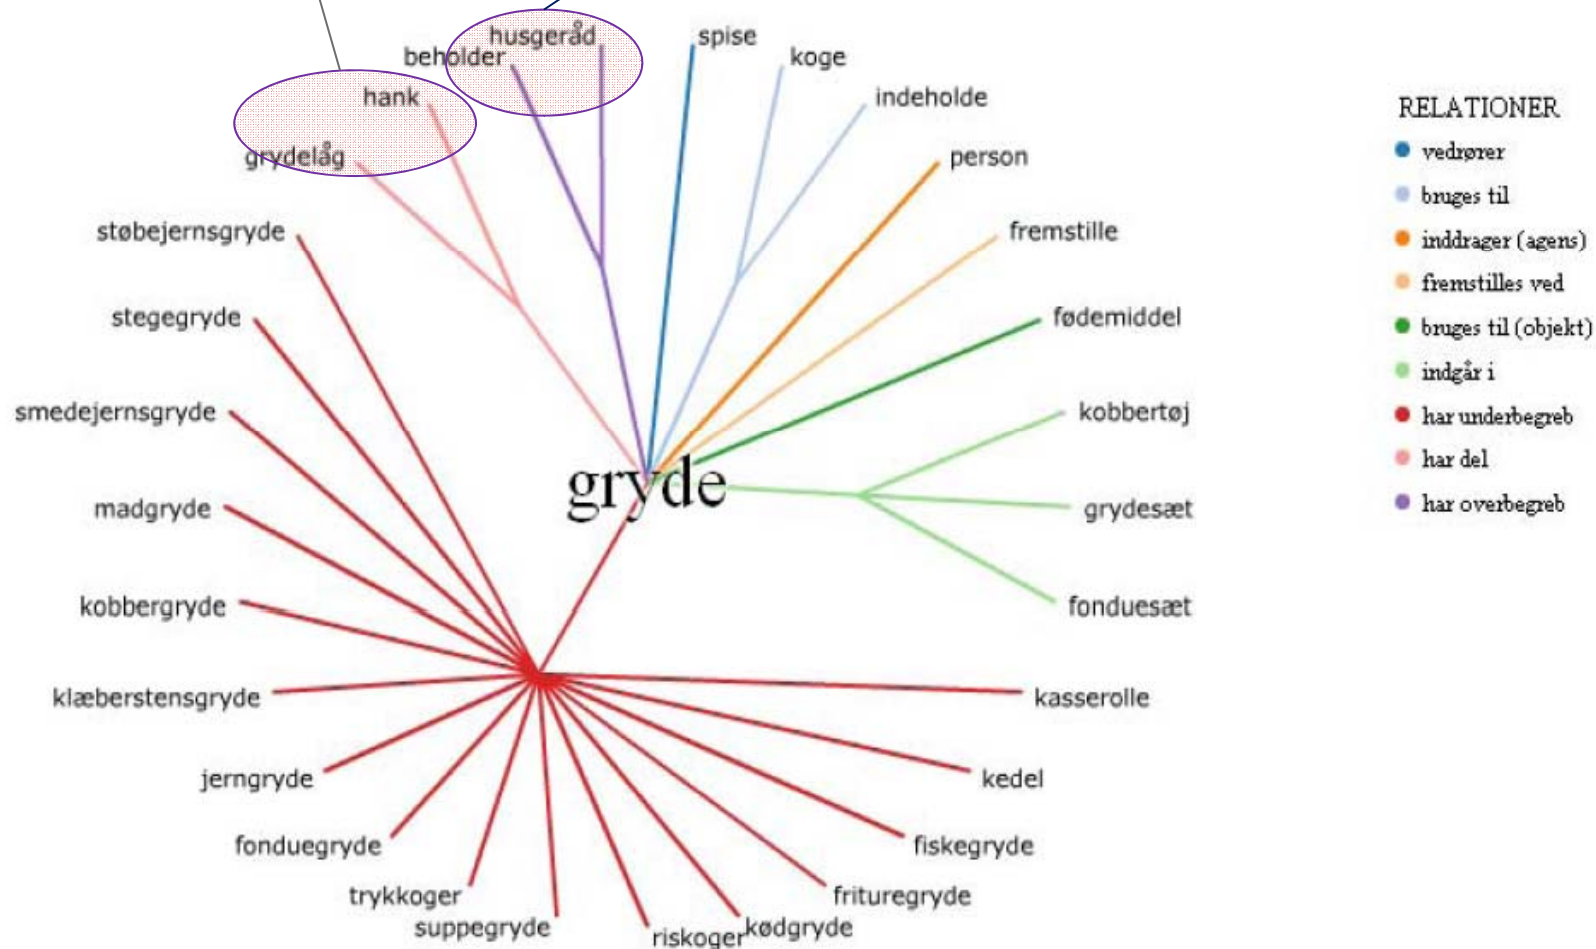 husgeråd
beholder
hank
grydelåg
spise
koge
indeholde
person
fremstille
fødemiddel
kobbertøj
grydesæt
fonduesæt
gryde
støbejernsgryde
stegegryde
smedejernsgryde
madgryde
kobbergryde
klæberstensgryde
jerngryde
fonduegryde
trykkoger
suppegryde
riskoger
kødgryde
frituregryde
fiskegryde
kedel
kasserolle
RELATIONER
vedrører
bruges til
inddrager (agens)
fremstilles ved
bruges til (objekt)
indgår i
har underbegreb
har del
har overbegreb